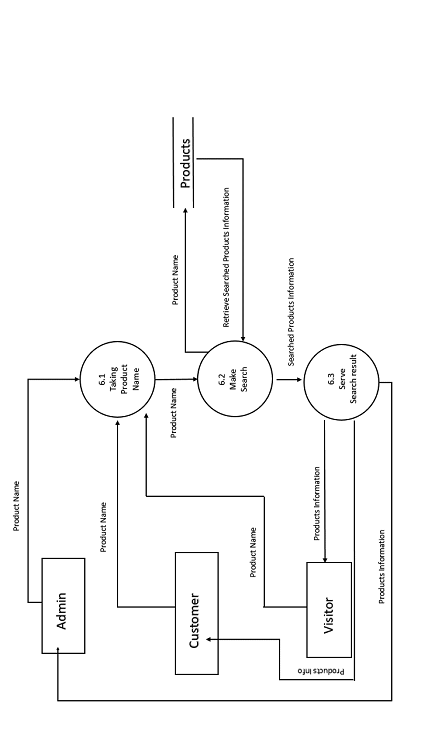 Admin
Product Name
6.1
Taking
Product
Name
Customer
Product Name
Product Name
Product Name
Products
Retrieve Searched Products Information
6.2
Make
Search
Product Name
Searched Products Information
Visitor
Products Information
6.3
Serve
Search result
Products Info
Products Information